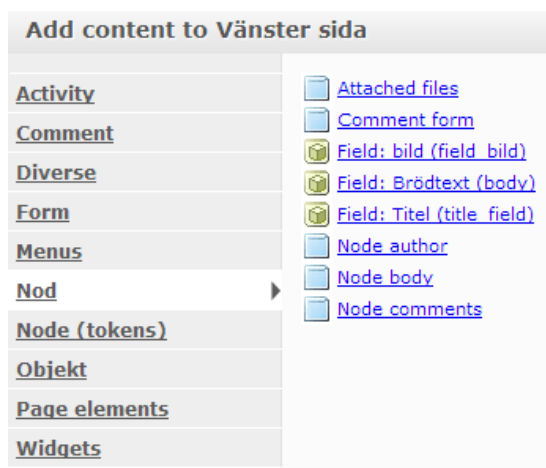 Add content to Vänster sida
Activity
Comment
Diverse
Form
Menus
Nod
Node (tokens)
Objekt
Page elements
Widgets
Attached files
Comment form
Field: bild (field_bild)
Field: Brödtext (body)
Field: Titel (title_field)
Node author
Node body
Node comments